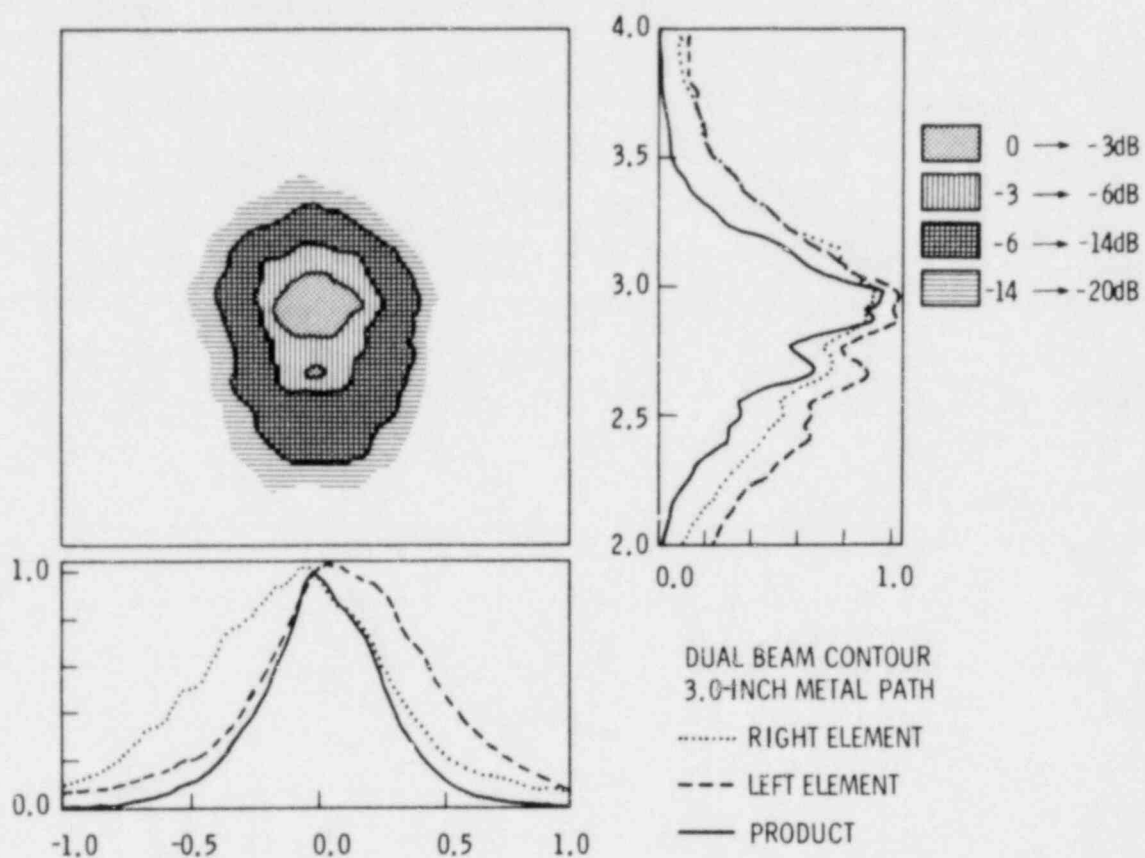 4.0
3.5
3.0
2.5
2.0
0.0 1.0
0 → -3dB
-3 → -6dB
-6 → -14dB
-14 → -20dB
1.0
0.0
-1.0 -0.5 0.0 0.5 1.0
DUAL BEAM CONTOUR
3.0-INCH METAL PATH
RIGHT ELEMENT
LEFT ELEMENT
PRODUCT